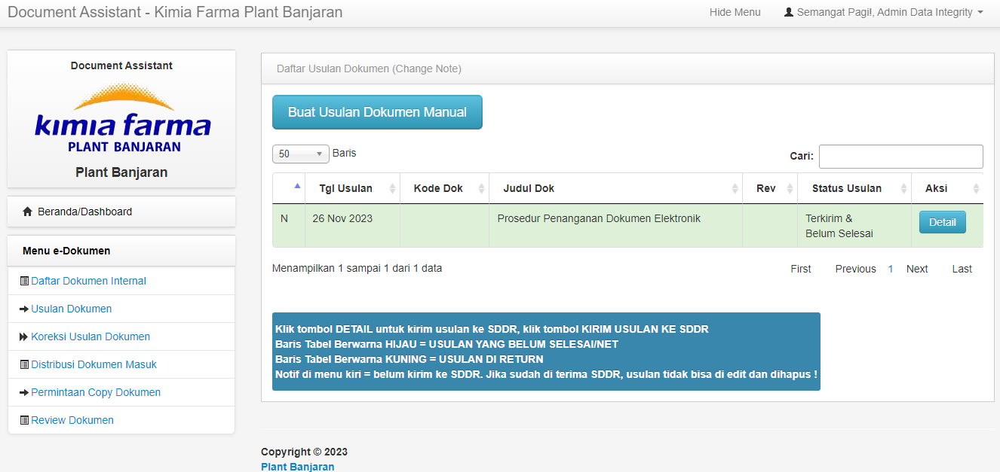 Document Assistant - Kimia Farma Plant Banjaran
Hide Menu
Semangat Pagi!, Admin Data Integrity
Document Assistant
kimia farma
PLANT BANJARAN
Plant Banjaran
Beranda/Dashboard
Menu e-Dokumen
Daftar Dokumen Internal
Usulan Dokumen
Koreksi Usulan Dokumen
Distribusi Dokumen Masuk
Permintaan Copy Dokumen
Review Dokumen
Daftar Usulan Dokumen (Change Note)
Buat Usulan Dokumen Manual
50 Baris
Cari:
Tgl Usulan Kode Dok Judul Dok Rev Status Usulan Aksi
N 26 Nov 2023 Prosedur Penanganan Dokumen Elektronik Terkirim & Detail
Belum Selesai
Menampilkan 1 sampai 1 dari 1 data
First Previous 1 Next Last
Klik tombol DETAIL untuk kirim usulan ke SDDR, klik tombol KIRIM USULAN KE SDDR
Baris Tabel Berwarna HIJAU = USULAN YANG BELUM SELESAI/NET
Baris Tabel Berwarna KUNING = USULAN DI RETURN
Notif di menu kiri = belum kirim ke SDDR. Jika sudah di terima SDDR, usulan tidak bisa di edit dan dihapus !
Copyright © 2023
Plant Banjaran